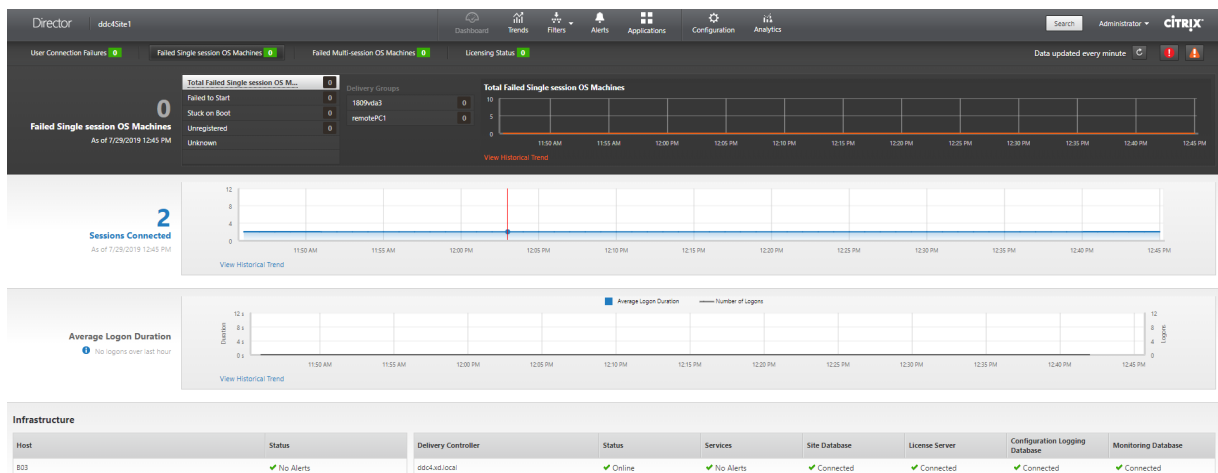 Director ddc4Site1 Dashboard Trends Filters Alerts Applications Configuration Analytics Search Administrator CİTRIX
User Connection Failures 0 Failed Single session OS Machines 0 Failed Multi-session OS Machines 0 Licensing Status 0 Data updated every minute
0
Failed Single session OS Machines
As of 7/29/2019 12:45 PM
Total Failed Single session OS M... 0
Failed to Start 0
Stuck on Boot 0
Unregistered 0
Unknown
Delivery Groups
1809vda3 0
remotePC1 0
Total Failed Single session OS Machines
10
5
0
11:50 AM 11:55 AM 12:00 PM 12:05 PM 12:10 PM 12:15 PM 12:20 PM 12:25 PM 12:30 PM 12:35 PM 12:40 PM 12:45 PM
View Historical Trend
2
Sessions Connected
As of 7/29/2019 12:45 PM
12
8
4
0
11:50 AM 11:55 AM 12:00 PM 12:05 PM 12:10 PM 12:15 PM 12:20 PM 12:25 PM 12:30 PM 12:35 PM 12:40 PM 12:45 PM
View Historical Trend
Average Logon Duration
No logons over last hour
Average Logon Duration Number of Logons
Duration
12 s
8 s
4 s
0 s
12
8
4
0
Logons
11:50 AM 11:55 AM 12:00 PM 12:05 PM 12:10 PM 12:15 PM 12:20 PM 12:25 PM 12:30 PM 12:35 PM 12:40 PM 12:45 PM
View Historical Trend
Infrastructure
Host Status Delivery Controller Status Services Site Database License Server Configuration Logging Database Monitoring Database
B03 No Alerts ddc4.xd.local Online No Alerts Connected Connected Connected Connected